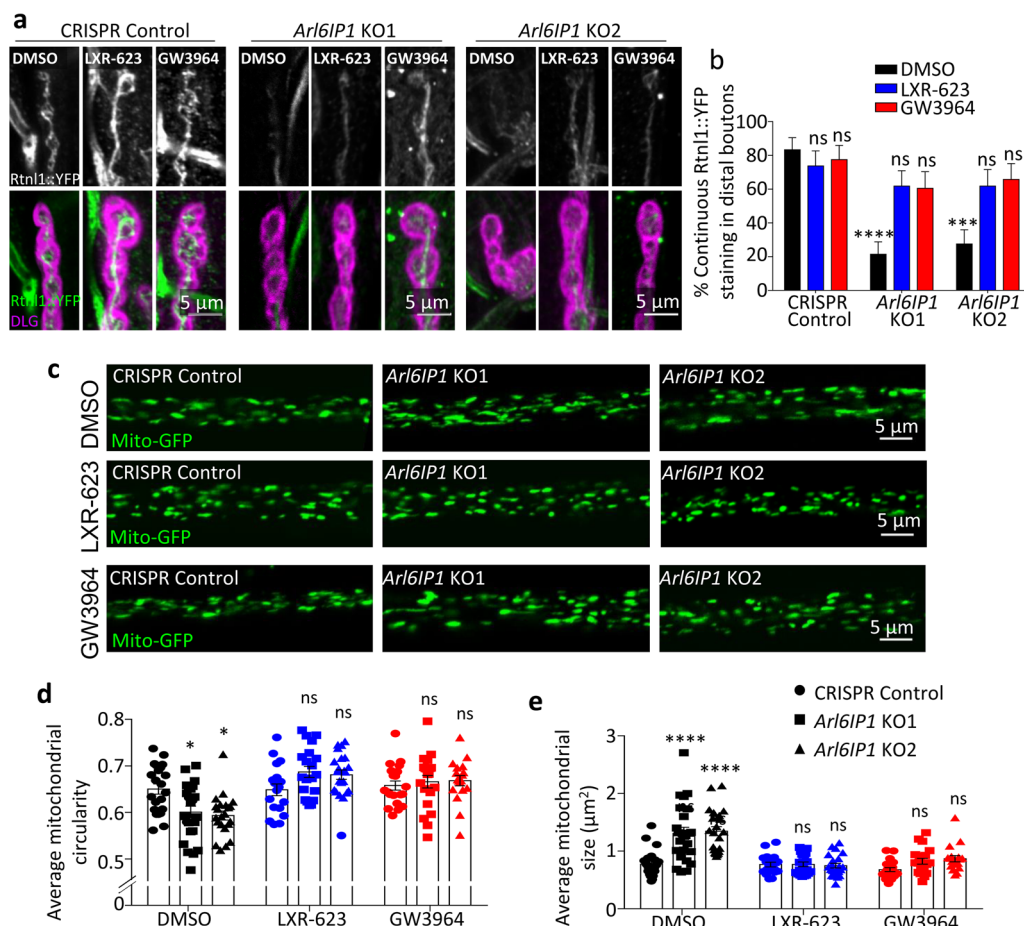 a
CRISPR Control
Arl6IP1 KO1
Arl6IP1 KO2
DMSO LXR-623 GW3964
DMSO LXR-623 GW3964
DMSO LXR-623 GW3964
Rtnl1::YFP
Rtnl1::YFP
DLG
5 μm
5 μm
5 μm
b
DMSO
LXR-623
GW3964
% Continuous Rtnl1::YFP
staining in distal boutons
100
80
60
40
20
0
ns ns
**** ns ns
*** ns ns
CRISPR
Control
Arl6IP1
KO1
Arl6IP1
KO2
c
DMSO
CRISPR Control
Arl6IP1 KO1
Arl6IP1 KO2
Mito-GFP
5 μm
LXR-623
CRISPR Control
Arl6IP1 KO1
Arl6IP1 KO2
Mito-GFP
5 μm
GW3964
CRISPR Control
Arl6IP1 KO1
Arl6IP1 KO2
Mito-GFP
5 μm
d
Average mitochondrial
circularity
0.8
0.7
0.6
0.5
0
* *
ns ns
ns ns
DMSO LXR-623 GW3964
e
CRISPR Control
Arl6IP1 KO1
Arl6IP1 KO2
Average mitochondrial
size (μm²)
3
2
1
0
**** ****
ns ns
ns ns
DMSO LXR-623 GW3964